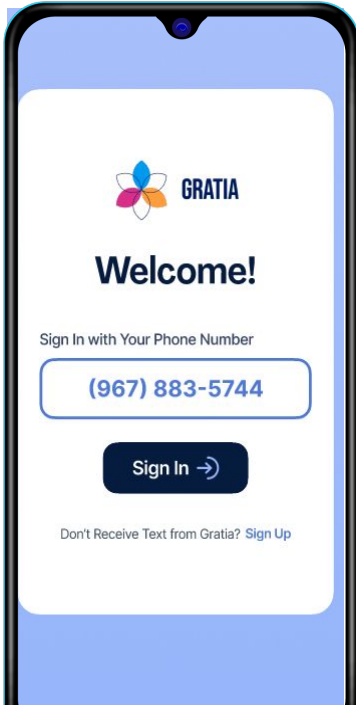 GRATIA
Welcome!
Sign In with Your Phone Number
(967) 883-5744
Sign In
Don't Receive Text from Gratia? Sign Up